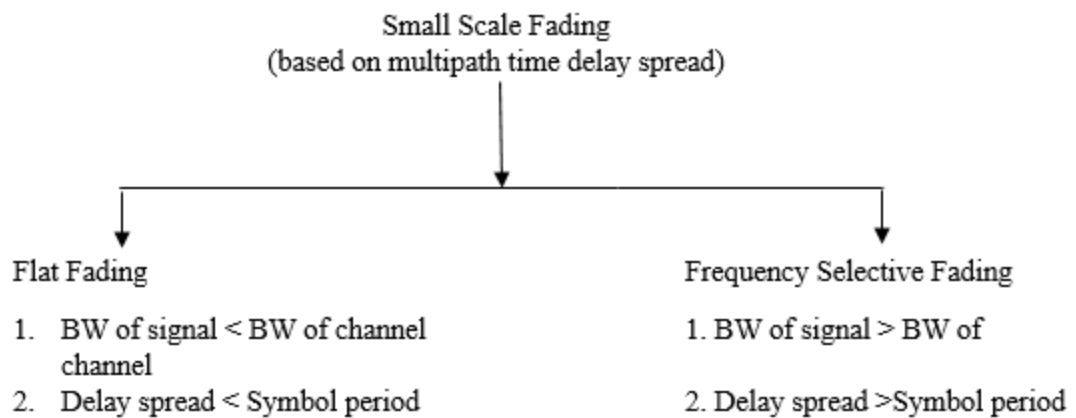 Small Scale Fading
(based on multipath time delay spread)
Flat Fading
1. BW of signal < BW of channel
channel
2. Delay spread < Symbol period
Frequency Selective Fading
1. BW of signal > BW of
2. Delay spread >Symbol period